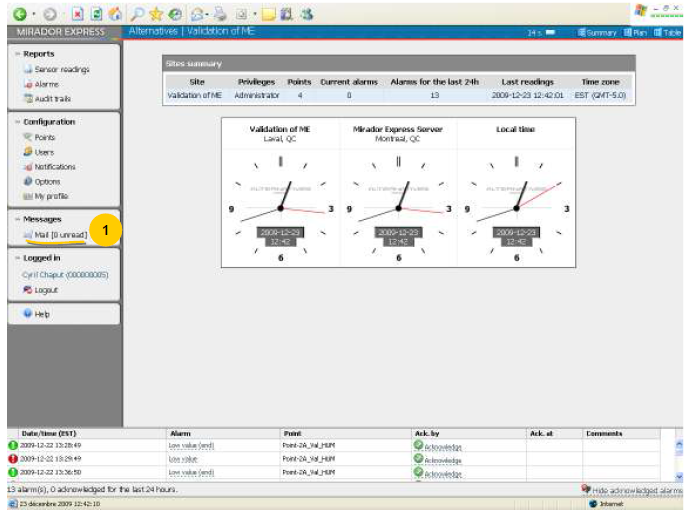 MIRADOR EXPRESS
Alternatives | Validation of ME
24 s
Summary
Plan
Table
Reports
Sensor readings
Alarms
Audit trails
Configuration
Points
Users
Notifications
Options
My profile
Messages
Mail [0 unread]
1
Logged in
Cyril Chaput (000000005)
Logout
Help
Sites summary
Site Privileges Points Current alarms Alarms for the last 24h Last readings Time zone
Validation of ME Administrator 4 0 13 2009-12-23 12:42:01 EST (GMT-5.0)
Validation of ME
Laval, QC
Mirador Express Server
Montreal, QC
Local time
9 3 9 3 9 3
2009-12-23 2009-12-23 2009-12-23
12:42 12:42 12:42
6 6 6
Date/time (EST) Alarm Point Ack. by Ack. at Comments
2009-12-22 13:28:49 Low value (end) Point-2A_Val_HUM Acknowledge
2009-12-22 13:29:49 Low value Point-2A_Val_HUM Acknowledge
2009-12-22 13:36:50 Low value (end) Point-2A_Val_HUM Acknowledge
13 alarm(s), 0 acknowledged for the last 24 hours.
Hide acknowledged alarms
23 décembre 2009 12:42:10
Internet